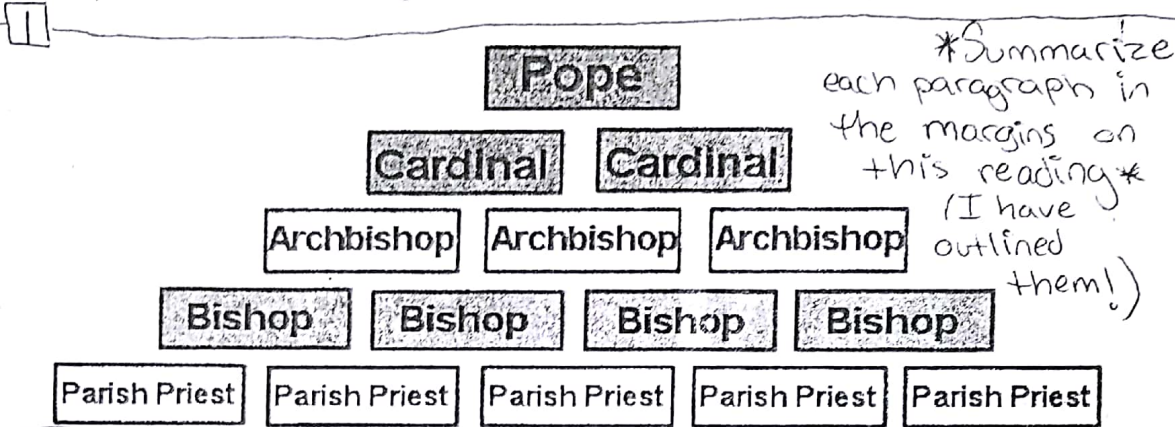 1
*Summarize
each paragraph in
the margins on
this reading*
(I have
outlined
them!)
Pope
Cardinal Cardinal
Archbishop Archbishop Archbishop
Bishop Bishop Bishop Bishop
Parish Priest Parish Priest Parish Priest Parish Priest Parish Priest